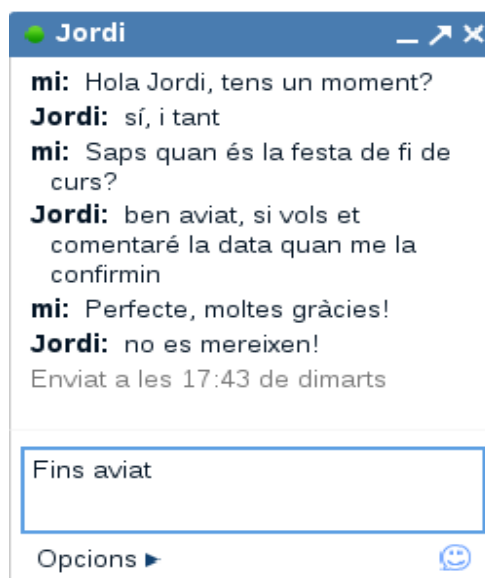 Jordi
mi: Hola Jordi, tens un moment?
Jordi: sí, i tant
mi: Saps quan és la festa de fi de
curs?
Jordi: ben aviat, si vols et
comentaré la data quan me la
confirmin
mi: Perfecte, moltes gràcies!
Jordi: no es mereixen!
Enviat a les 17:43 de dimarts
Fins aviat
Opcions